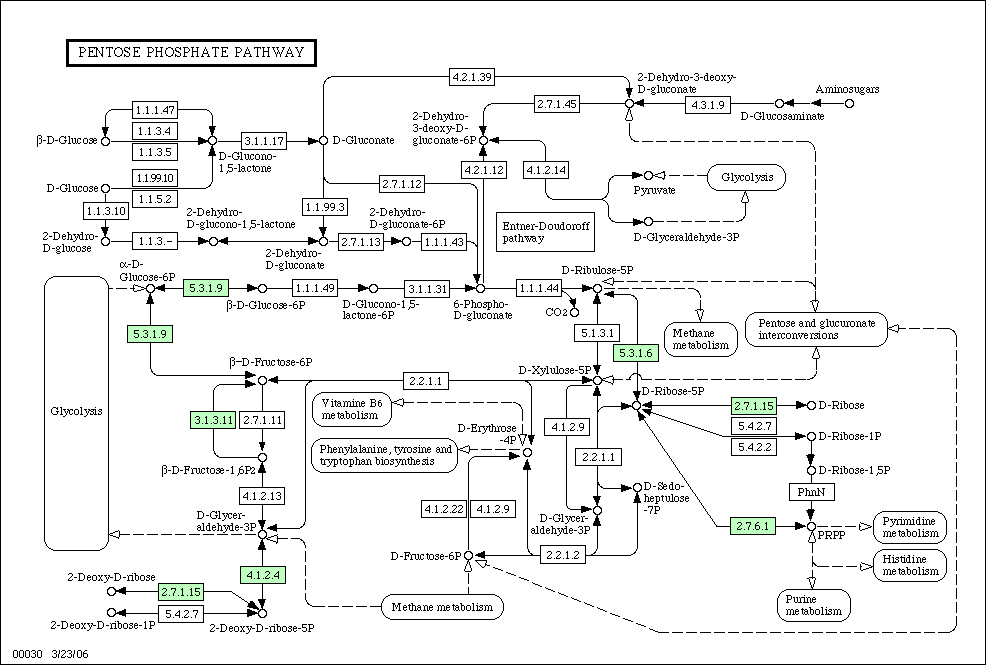 PENTOSE PHOSPHATE PATHWAY
4.2.1.39
2-Dehydro-3-deoxy-
D-gluconate
Aminosugars
1.1.1.47
2.7.1.45
4.3.1.9
D-Glucosaminate
1.1.3.4
2-Dehydro-
3-deoxy-D-
gluconate-6P
β-D-Glucose
3.1.1.17
D-Gluconate
1.1.3.5
D-Glucono-
1,5-lactone
4.2.1.12
4.1.2.14
1.1.99.10
D-Glucose
2.7.1.12
Pyruvate
Glycolysis
1.1.5.2
1.1.3.10
1.1.99.3
2-Dehydro-
D-glucono-1,5-lactone
2-Dehydro-D-
gluconate-6P
Entner-Doudoroff
pathway
D-Glyceraldehyde-3P
2-Dehydro-
D-glucose
1.1.3.-
2-Dehydro-
D-gluconate
2.7.1.13
1.1.1.43
α-D-
Glucose-6P
D-Ribulose-5P
5.3.1.9
β-D-Glucose-6P
1.1.1.49
D-Glucono-1,5-
lactone-6P
3.1.1.31
6-Phospho-
D-gluconate
1.1.1.44
CO2
5.3.1.9
5.1.3.1
Methane
metabolism
Pentose and glucuronate
interconversions
5.3.1.6
β-D-Fructose-6P
2.2.1.1
D-Xylulose-5P
D-Ribose-5P
Glycolysis
Vitamine B6
metabolism
2.7.1.15
D-Ribose
3.1.3.11
2.7.1.11
D-Erythrose
-4P
4.1.2.9
5.4.2.7
D-Ribose-1P
5.4.2.2
Phenylalanine, tyrosine and
tryptophan biosynthesis
2.2.1.1
β-D-Fructose-1,6P2
D-Ribose-1,5P
4.1.2.13
D-Sedo-
heptulose
-7P
PhnN
4.1.2.22
4.1.2.9
D-Glycer-
aldehyde-3P
D-Glycer-
aldehyde-3P
2.7.6.1
PRPP
Pyrimidine
metabolism
D-Fructose-6P
2.2.1.2
Histidine
metabolism
2-Deoxy-D-ribose
4.1.2.4
2.7.1.15
Methane metabolism
Purine
metabolism
5.4.2.7
2-Deoxy-D-ribose-1P
2-Deoxy-D-ribose-5P
00030 3/23/06